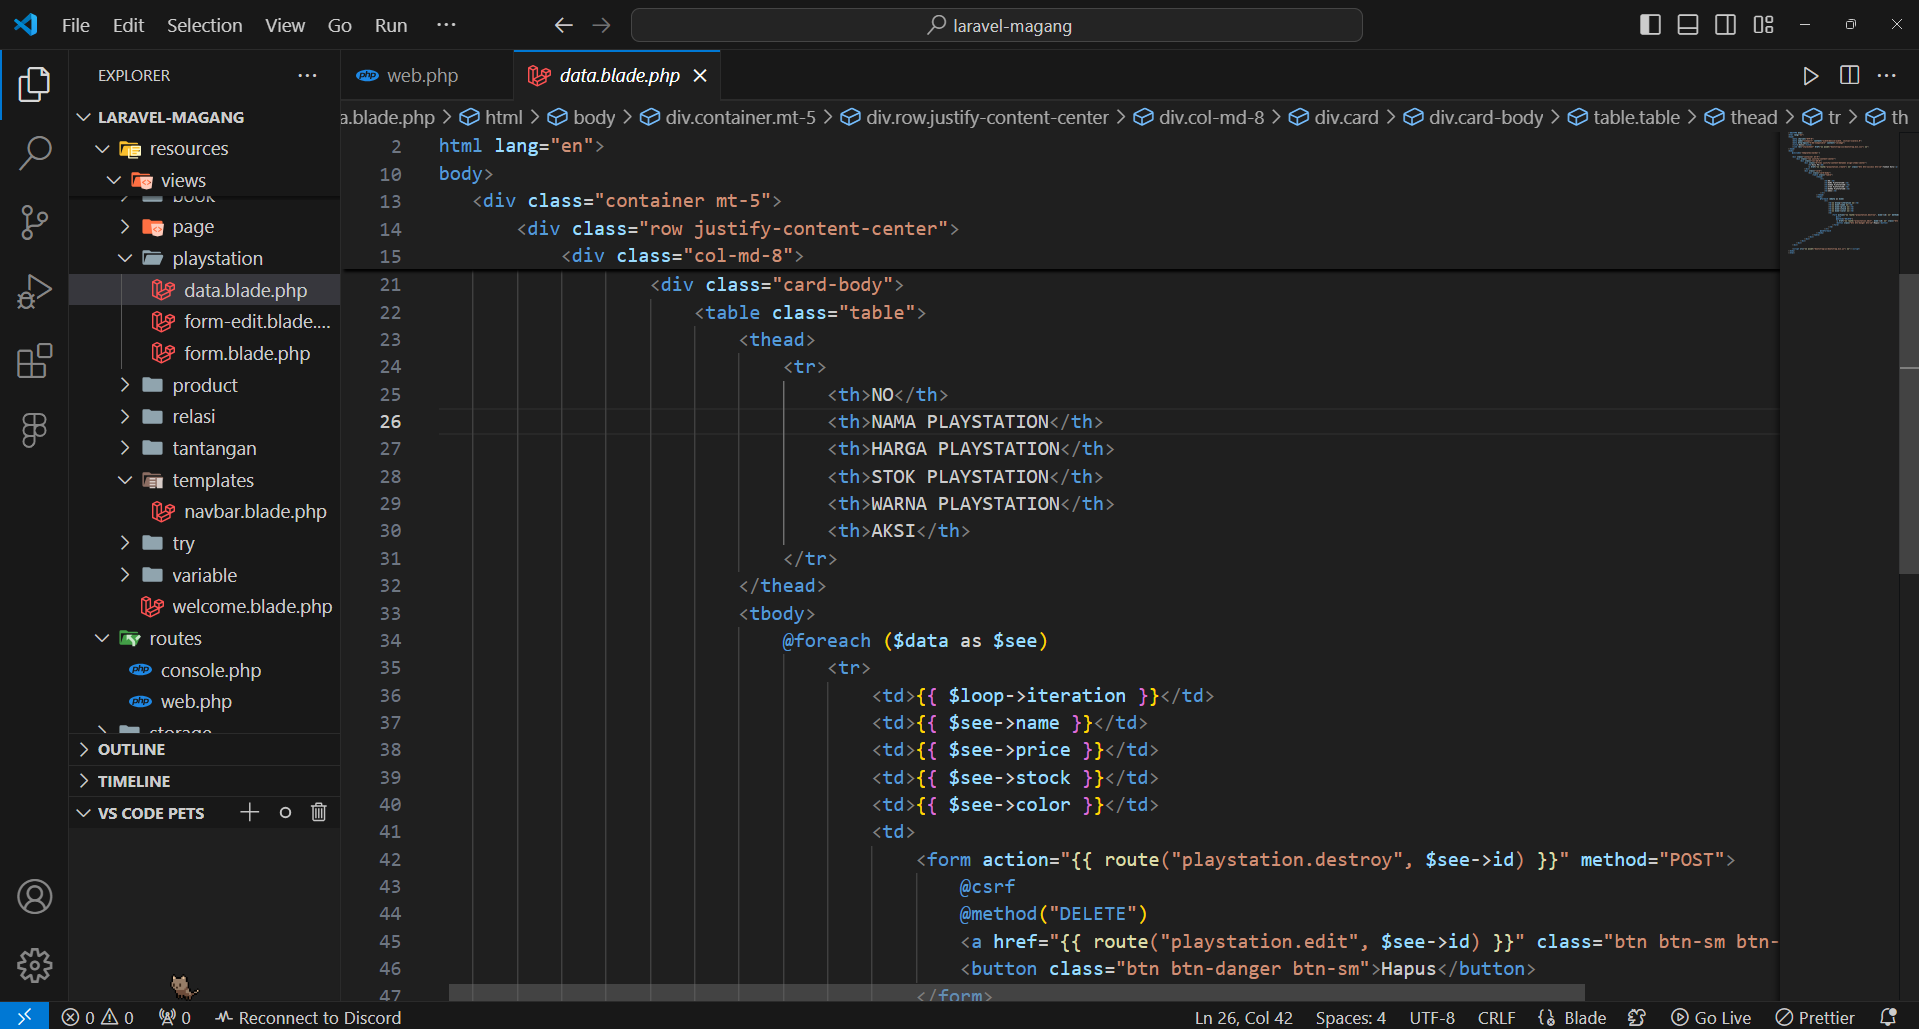 File Edit Selection View Go Run ···
laravel-magang
EXPLORER ···
LARAVEL-MAGANG
resources
views
book
page
playstation
data.blade.php
form-edit.blade....
form.blade.php
product
relasi
tantangan
templates
navbar.blade.php
try
variable
welcome.blade.php
routes
console.php
web.php
storage
OUTLINE
TIMELINE
VS CODE PETS
php web.php
data.blade.php
a.blade.php > html > body > div.container.mt-5 > div.row.justify-content-center > div.col-md-8 > div.card > div.card-body > table.table > thead > tr > th
2 html lang="en">
10 body>
13 <div class="container mt-5">
14 <div class="row justify-content-center">
15 <div class="col-md-8">
21 <div class="card-body">
22 <table class="table">
23 <thead>
24 <tr>
25 <th>NO</th>
26 <th>NAMA PLAYSTATION</th>
27 <th>HARGA PLAYSTATION</th>
28 <th>STOK PLAYSTATION</th>
29 <th>WARNA PLAYSTATION</th>
30 <th>AKSI</th>
31 </tr>
32 </thead>
33 <tbody>
34 @foreach ($data as $see)
35 <tr>
36 <td>{{ $loop->iteration }}</td>
37 <td>{{ $see->name }}</td>
38 <td>{{ $see->price }}</td>
39 <td>{{ $see->stock }}</td>
40 <td>{{ $see->color }}</td>
41 <td>
42 <form action="{{ route("playstation.destroy", $see->id) }}" method="POST">
43 @csrf
44 @method("DELETE")
45 <a href="{{ route("playstation.edit", $see->id) }}" class="btn btn-sm btn-
46 <button class="btn btn-danger btn-sm">Hapus</button>
47 </form>
0 0 0 Reconnect to Discord
Ln 26, Col 42 Spaces: 4 UTF-8 CRLF Blade Go Live Prettier